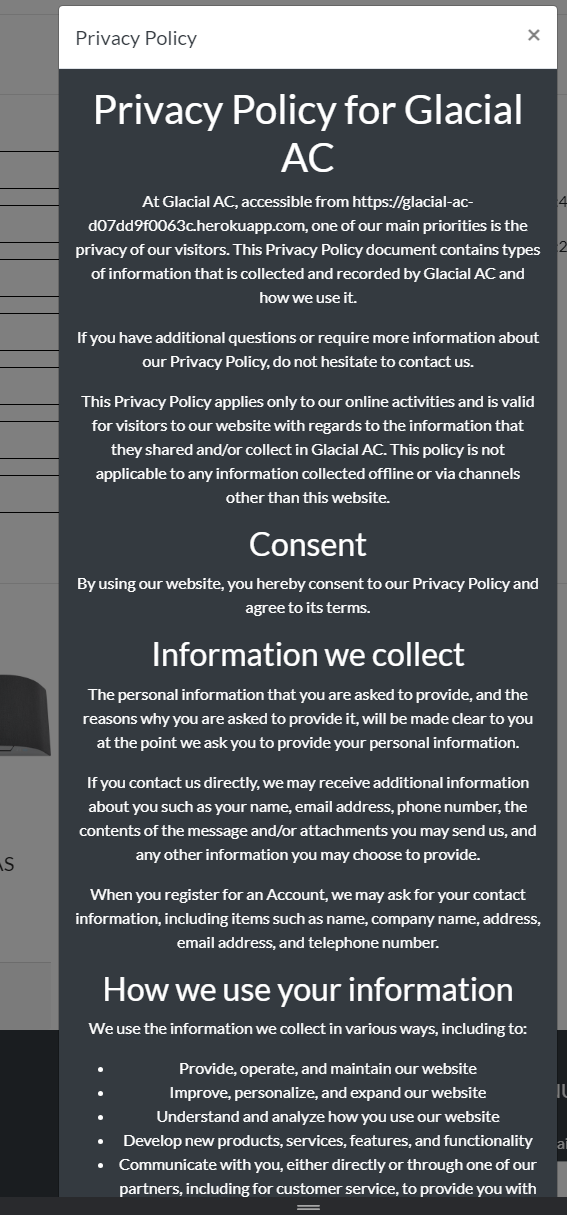 Privacy Policy
×
Privacy Policy for Glacial
AC
At Glacial AC, accessible from https://glacial-ac-
d07dd9f0063c.herokuapp.com, one of our main priorities is the
privacy of our visitors. This Privacy Policy document contains types
of information that is collected and recorded by Glacial AC and
how we use it.
If you have additional questions or require more information about
our Privacy Policy, do not hesitate to contact us.
This Privacy Policy applies only to our online activities and is valid
for visitors to our website with regards to the information that
they shared and/or collect in Glacial AC. This policy is not
applicable to any information collected offline or via channels
other than this website.
Consent
By using our website, you hereby consent to our Privacy Policy and
agree to its terms.
Information we collect
The personal information that you are asked to provide, and the
reasons why you are asked to provide it, will be made clear to you
at the point we ask you to provide your personal information.
If you contact us directly, we may receive additional information
about you such as your name, email address, phone number, the
contents of the message and/or attachments you may send us, and
any other information you may choose to provide.
When you register for an Account, we may ask for your contact
information, including items such as name, company name, address,
email address, and telephone number.
How we use your information
We use the information we collect in various ways, including to:
• Provide, operate, and maintain our website
• Improve, personalize, and expand our website
• Understand and analyze how you use our website
• Develop new products, services, features, and functionality
• Communicate with you, either directly or through one of our
partners, including for customer service, to provide you with